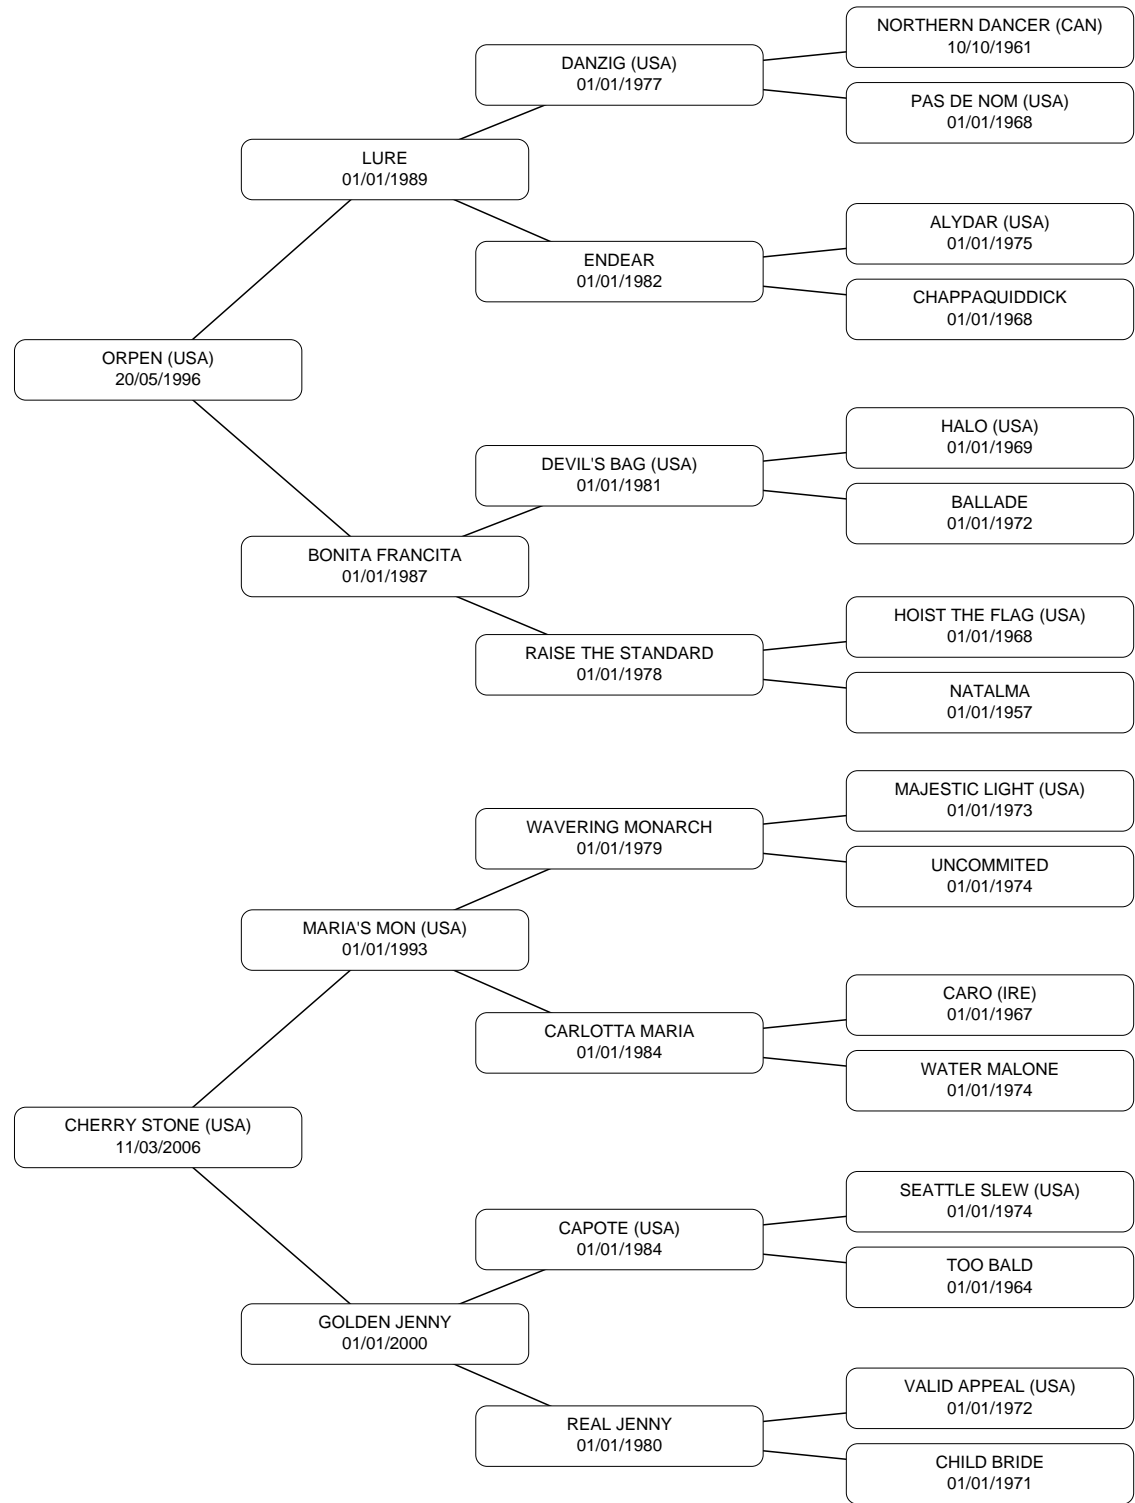 NORTHERN DANCER (CAN)
10/10/1961
DANZIG (USA)
01/01/1977
PAS DE NOM (USA)
01/01/1968
LURE
01/01/1989
ALYDAR (USA)
01/01/1975
ENDEAR
01/01/1982
CHAPPAQUIDDICK
01/01/1968
ORPEN (USA)
20/05/1996
HALO (USA)
01/01/1969
DEVIL'S BAG (USA)
01/01/1981
BALLADE
01/01/1972
BONITA FRANCITA
01/01/1987
HOIST THE FLAG (USA)
01/01/1968
RAISE THE STANDARD
01/01/1978
NATALMA
01/01/1957
MAJESTIC LIGHT (USA)
01/01/1973
WAVERING MONARCH
01/01/1979
UNCOMMITED
01/01/1974
MARIA'S MON (USA)
01/01/1993
CARO (IRE)
01/01/1967
CARLOTTA MARIA
01/01/1984
WATER MALONE
01/01/1974
CHERRY STONE (USA)
11/03/2006
SEATTLE SLEW (USA)
01/01/1974
CAPOTE (USA)
01/01/1984
TOO BALD
01/01/1964
GOLDEN JENNY
01/01/2000
VALID APPEAL (USA)
01/01/1972
REAL JENNY
01/01/1980
CHILD BRIDE
01/01/1971